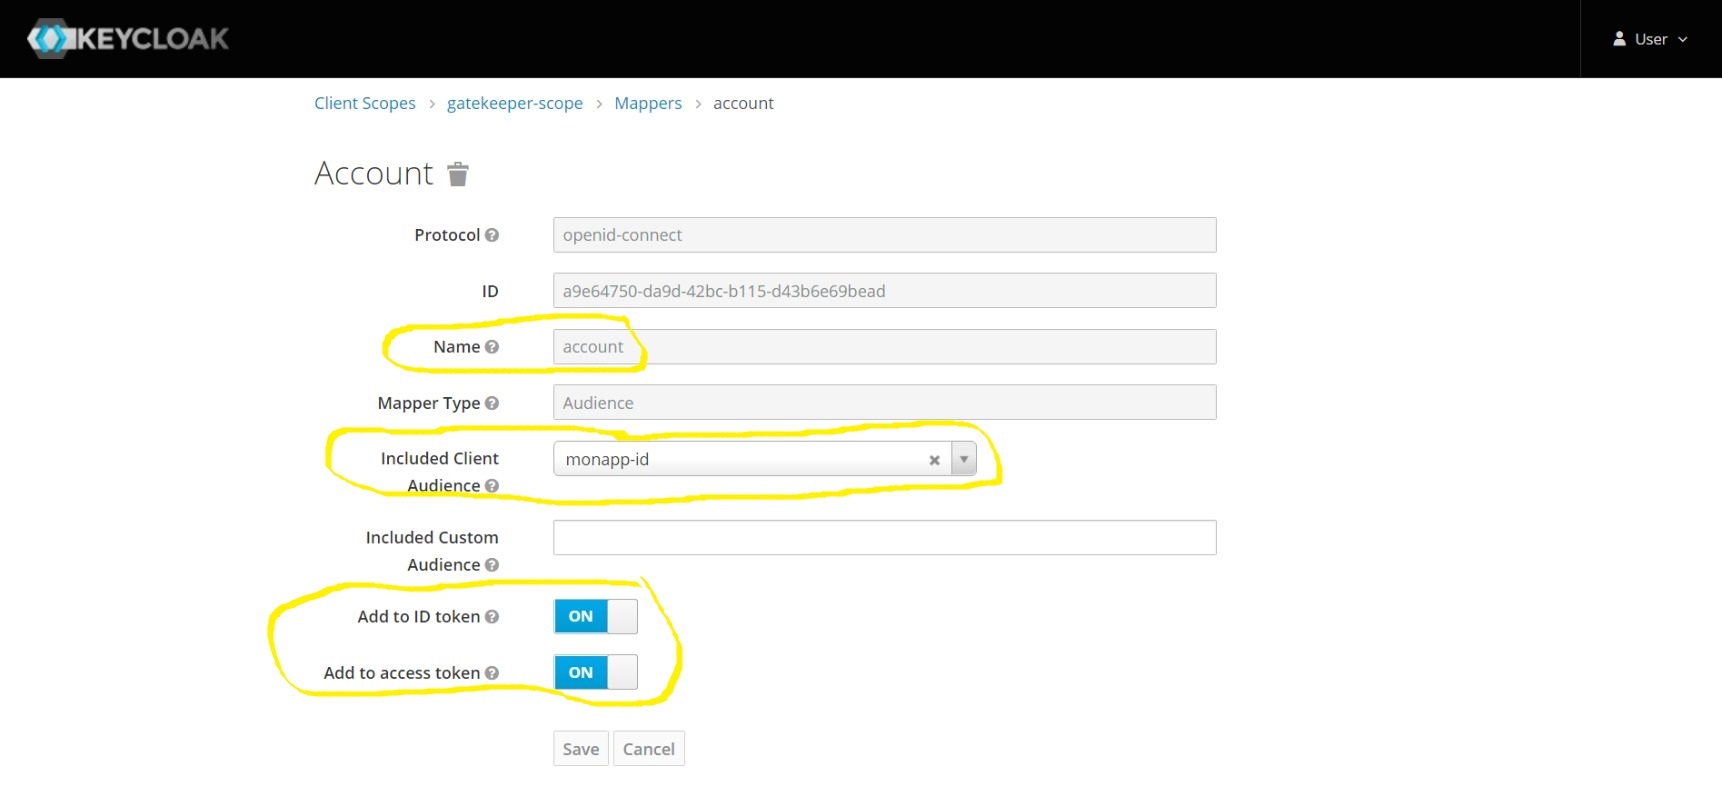 KEYCLOAK
User
Client Scopes > gatekeeper-scope > Mappers > account
Account
Protocol ?
openid-connect
ID
a9e64750-da9d-42bc-b115-d43b6e69bead
Name ?
account
Mapper Type ?
Audience
Included Client
Audience ?
monapp-id
Included Custom
Audience ?
Add to ID token ?
ON
Add to access token ?
ON
Save Cancel